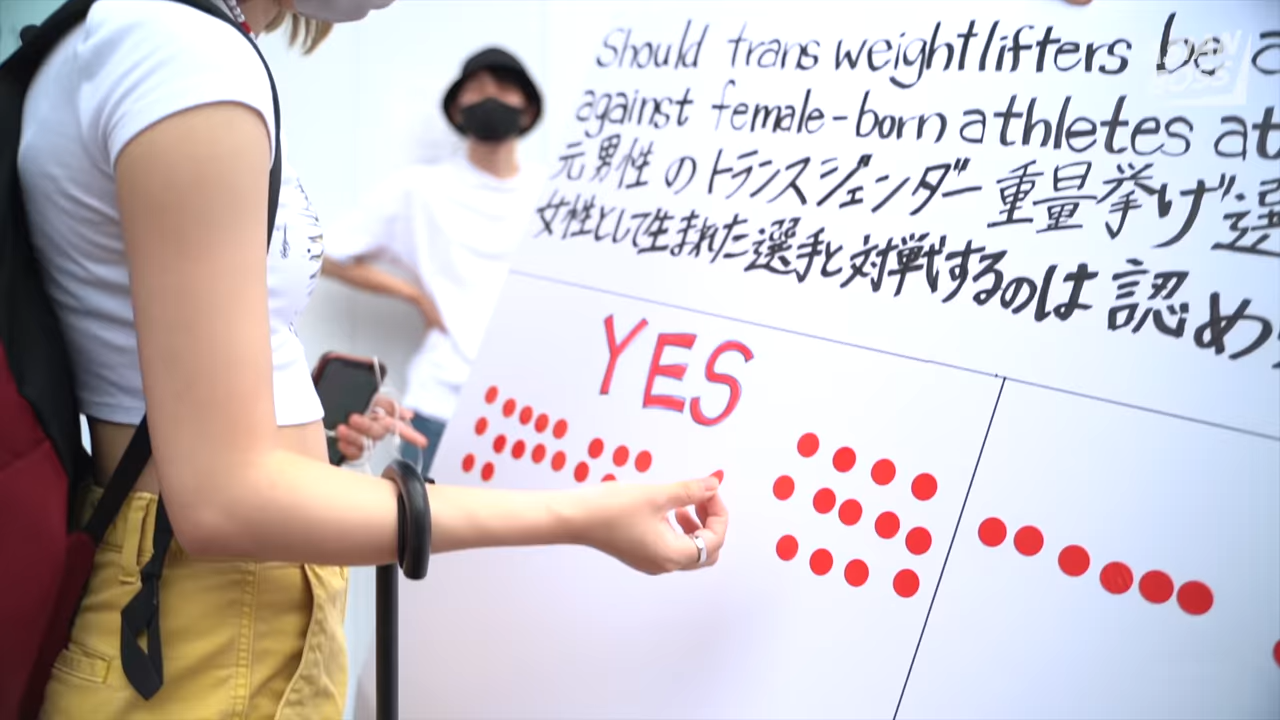 Should trans weightlifters be
against female-born athletes at
元男性のトランスジェンダー重量挙げ選
女性として生まれた選手と対戦するのは認め
YES